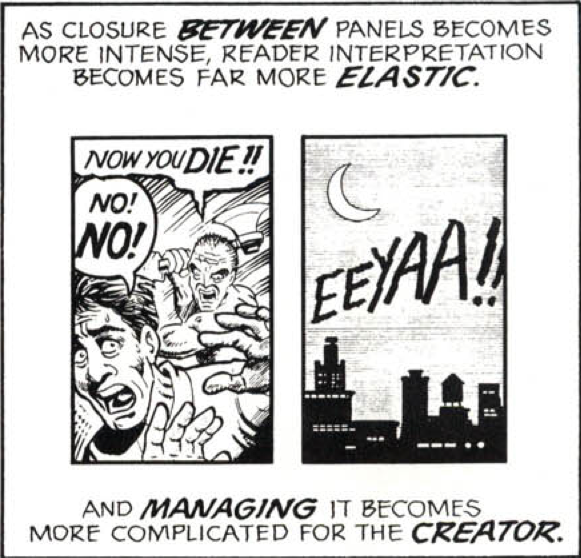 AS CLOSURE BETWEEN PANELS BECOMES
MORE INTENSE, READER INTERPRETATION
BECOMES FAR MORE ELASTIC.
NOW YOU DIE!!
NO!
NO!
EEYAA!!
AND MANAGING IT BECOMES
MORE COMPLICATED FOR THE CREATOR.